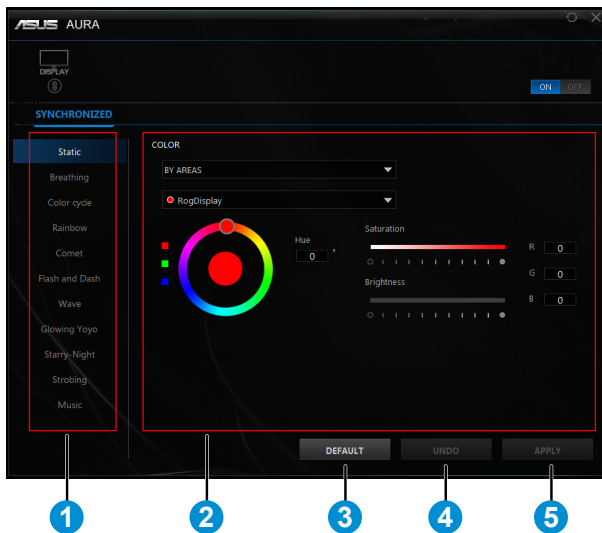 ASUS AURA
DISPLAY
ON OFF
SYNCHRONIZED
Static
Breathing
Color cycle
Rainbow
Comet
Flash and Dash
Wave
Glowing Yoyo
Starry-Night
Strobing
Music
COLOR
BY AREAS
RogDisplay
Hue
0 °
Saturation
Brightness
R 0
G 0
B 0
DEFAULT
UNDO
APPLY
1
2
3
4
5